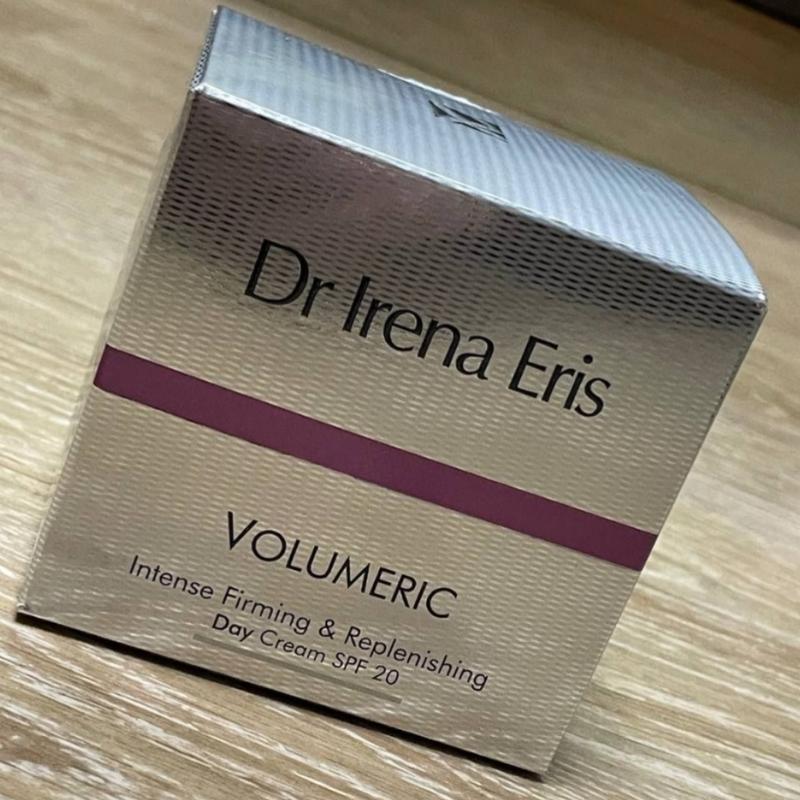 Dr Irena Eris
VOLUMERIC
Intense Firming & Replenishing
Day Cream SPF 20